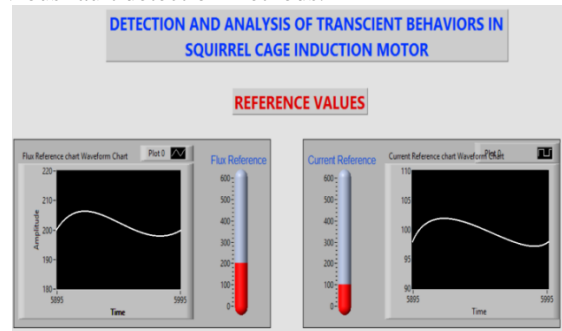 DETECTION AND ANALYSIS OF TRANSCIENT BEHAVIORS IN
SQUIRREL CAGE INDUCTION MOTOR
REFERENCE VALUES
Flux Reference chart Waveform Chart
Plot 0
Flux Reference
Amplitude
220
210
200
190
180
5895
5995
Time
600
500
400
300
200
100
0
Current Reference
600
500
400
300
200
100
0
Current Reference chart Waveform Chart
Plot 0
110
105
100
95
90
5895
5995
Time